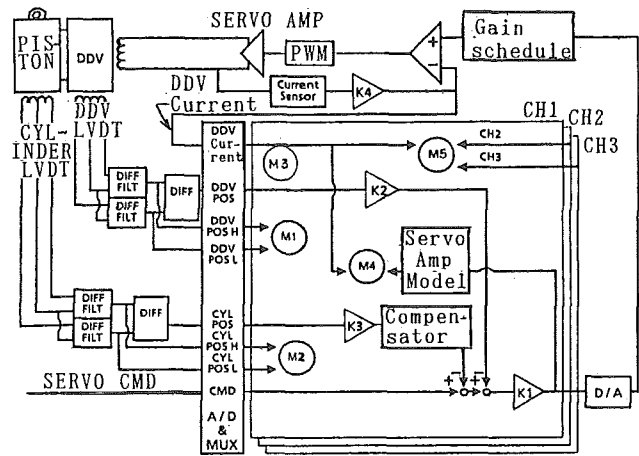 SERVO AMP
PIS
TON
DDV
PWM
+
−
Gain
schedule
DDV
Current
Current
Sensor
K4
DDV
LVDT
CYL-
INDER
LVDT
CH1
CH2
CH3
DDV
Cur-
rent
M3
M5
CH2
CH3
DIFF
FILT
DIFF
FILT
DIFF
DDV
POS
K2
DDV
POS H
M1
DDV
POS L
M4
Servo
Amp
Model
DIFF
FILT
DIFF
FILT
DIFF
CYL
POS
K3
Compen-
sator
CYL
POS H
M2
CYL
POS L
SERVO CMD
CMD
+ −
+ −
K1
D/A
A/D
&
MUX